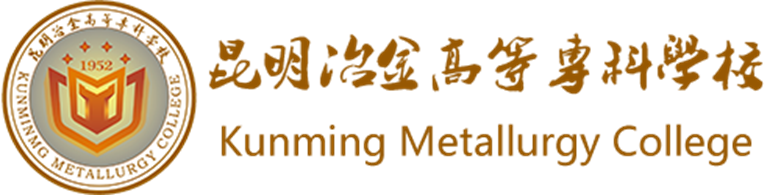 昆明冶金高等专科学校
1952
KUNMINMG METALLURGY COLLEGE
昆明冶金高等專科學校
Kunming Metallurgy College